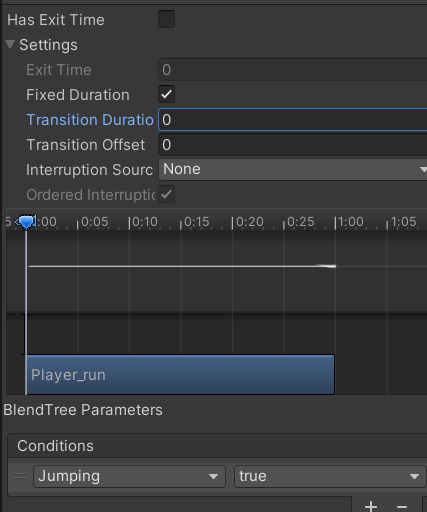 Has Exit Time
Settings
Exit Time 0
Fixed Duration
Transition Duratio 0
Transition Offset 0
Interruption Sourc None
Ordered Interruptic
5 :00 0:05 0:10 0:15 0:20 0:25 1:00 1:05
Player_run
BlendTree Parameters
Conditions
Jumping true
+ −